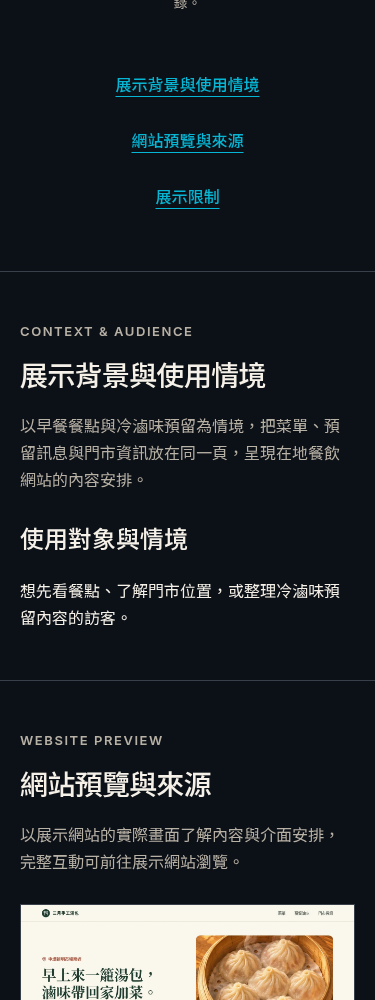 錄。
展示背景與使用情境
網站預覽與來源
展示限制
CONTEXT & AUDIENCE
展示背景與使用情境
以早餐餐點與冷滷味預留為情境，把菜單、預
留訊息與門市資訊放在同一頁，呈現在地餐飲
網站的內容安排。
使用對象與情境
想先看餐點、了解門市位置，或整理冷滷味預
留內容的訪客。
WEBSITE PREVIEW
網站預覽與來源
以展示網站的實際畫面了解內容與介面安排，
完整互動可前往展示網站瀏覽。
早上來一籠湯包，
滷味帶回家加菜。